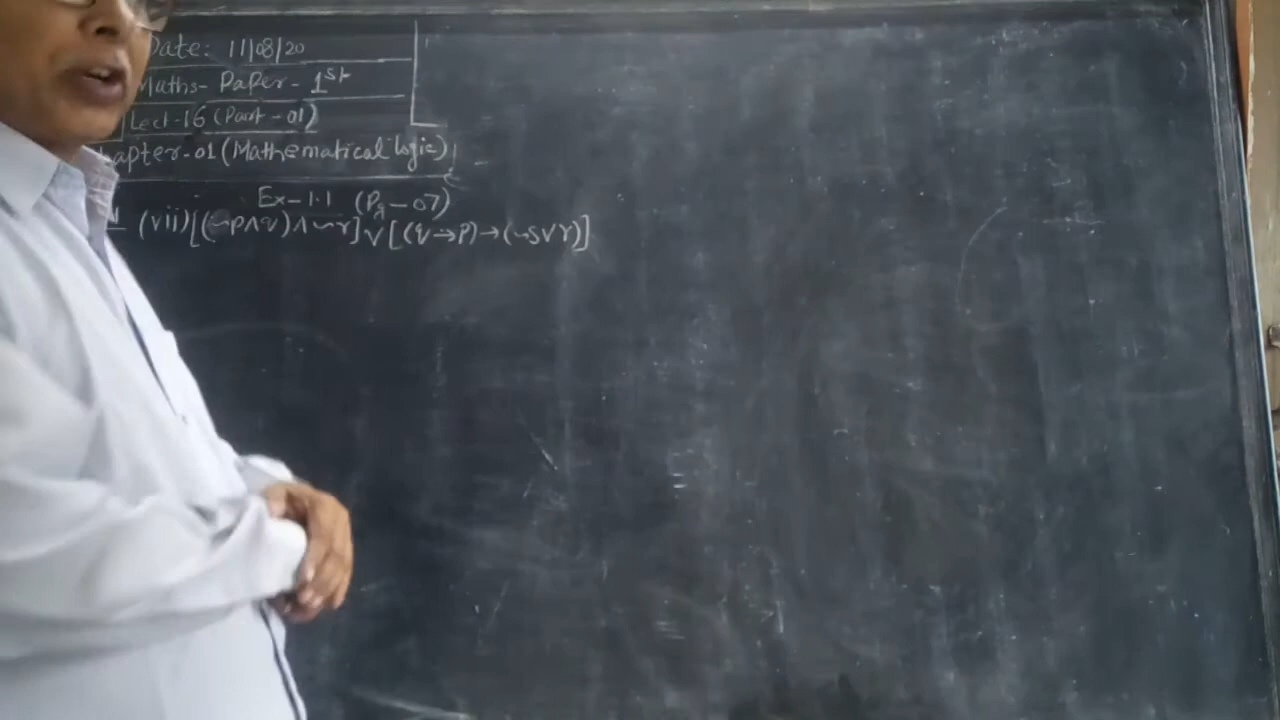 Date: 11/08/20
Maths- Paper - 1st
Lect-16 (Part - 01)
apter-01 (Mathematical logic)
Ex-1.1 (Pg - 07)
(vii) [(~p∧q)∧~r] ∨ [(q→p)→(~s∨r)]